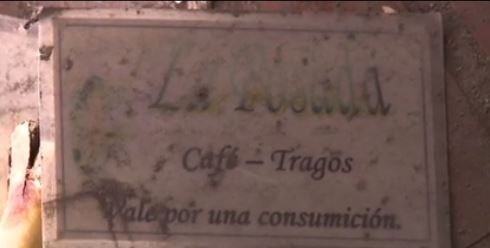 La Posada
Café – Tragos
Vale por una consumición.